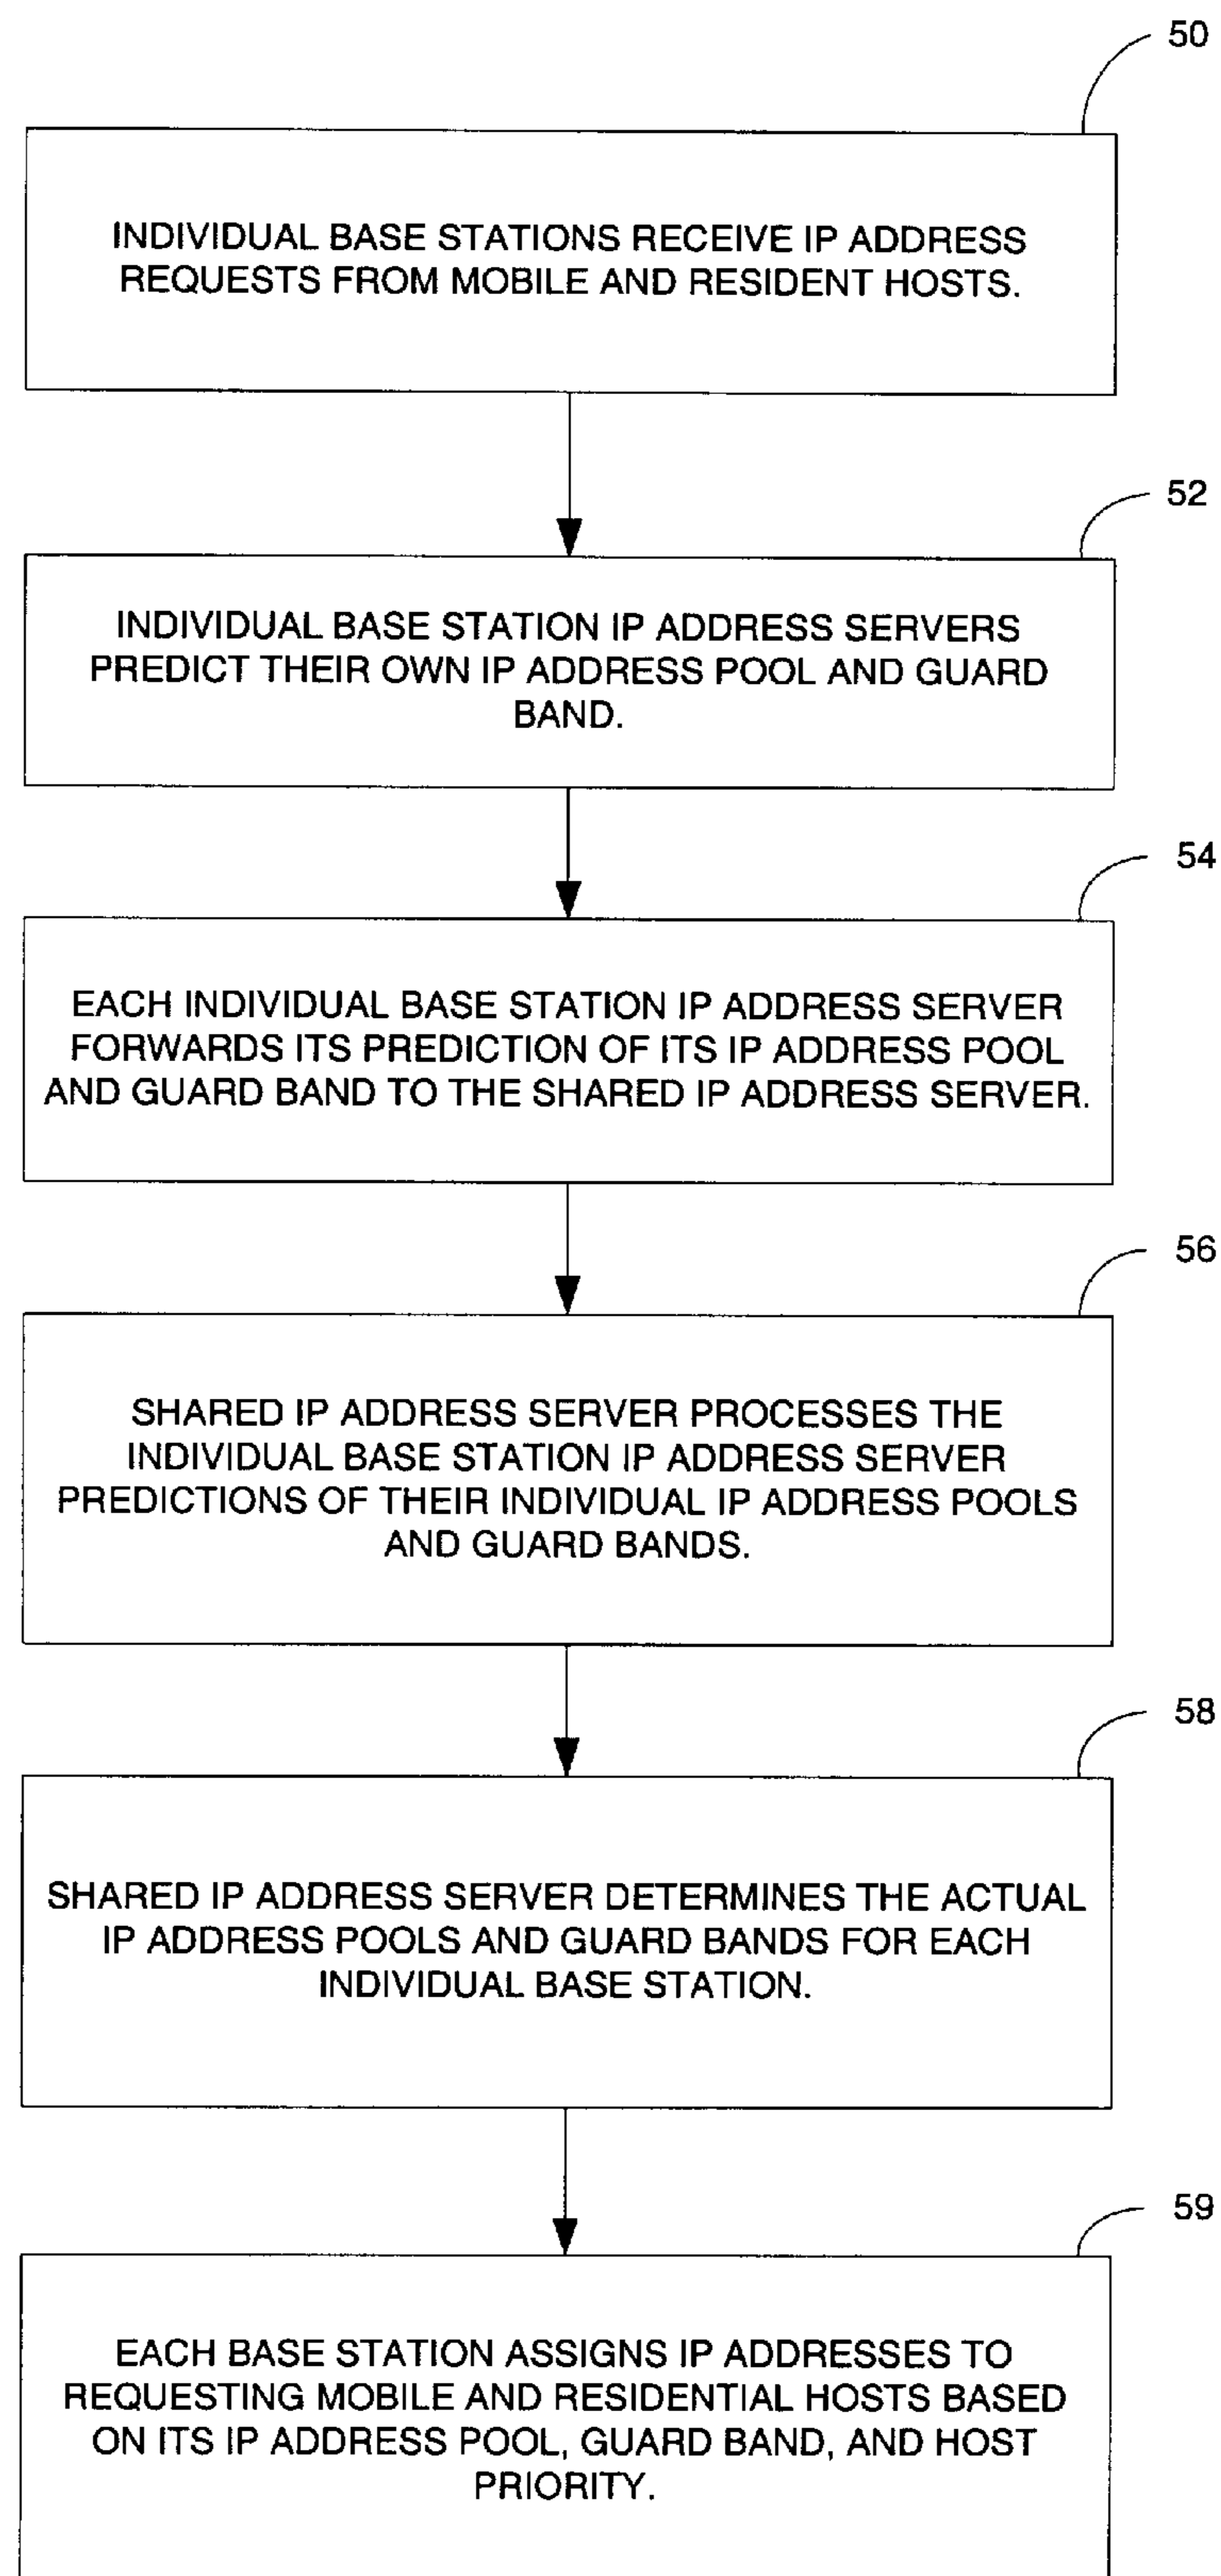 50
INDIVIDUAL BASE STATIONS RECEIVE IP ADDRESS
REQUESTS FROM MOBILE AND RESIDENT HOSTS.
52
INDIVIDUAL BASE STATION IP ADDRESS SERVERS
PREDICT THEIR OWN IP ADDRESS POOL AND GUARD
BAND.
54
EACH INDIVIDUAL BASE STATION IP ADDRESS SERVER
FORWARDS ITS PREDICTION OF ITS IP ADDRESS POOL
AND GUARD BAND TO THE SHARED IP ADDRESS SERVER.
56
SHARED IP ADDRESS SERVER PROCESSES THE
INDIVIDUAL BASE STATION IP ADDRESS SERVER
PREDICTIONS OF THEIR INDIVIDUAL IP ADDRESS POOLS
AND GUARD BANDS.
58
SHARED IP ADDRESS SERVER DETERMINES THE ACTUAL
IP ADDRESS POOLS AND GUARD BANDS FOR EACH
INDIVIDUAL BASE STATION.
59
EACH BASE STATION ASSIGNS IP ADDRESSES TO
REQUESTING MOBILE AND RESIDENTIAL HOSTS BASED
ON ITS IP ADDRESS POOL, GUARD BAND, AND HOST
PRIORITY.